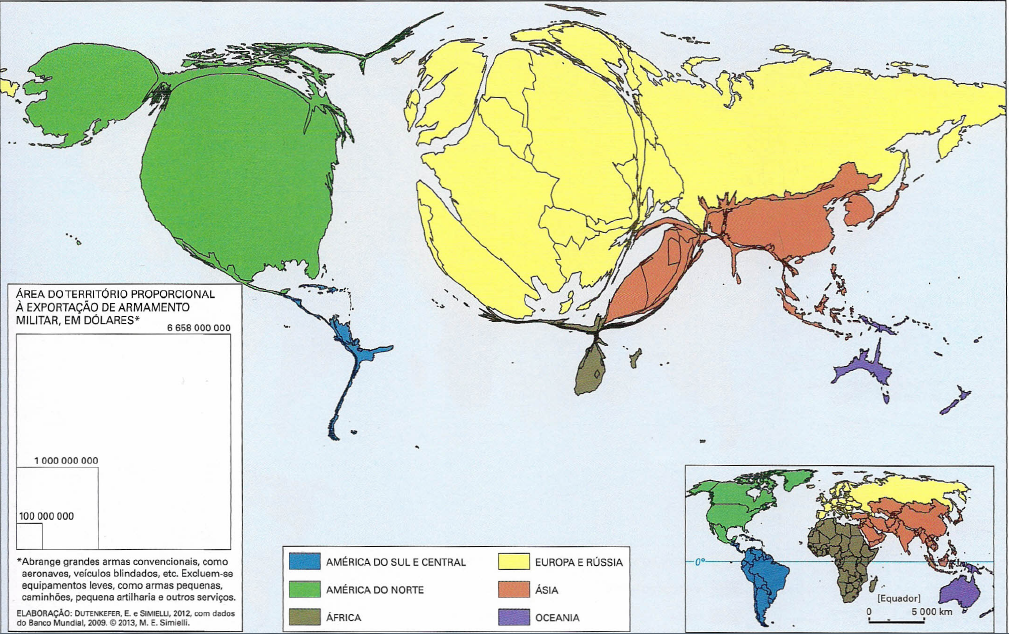 ÁREA DO TERRITÓRIO PROPORCIONAL
À EXPORTAÇÃO DE ARMAMENTO
MILITAR, EM DÓLARES*
6 658 000 000
1 000 000 000
100 000 000
*Abrange grandes armas convencionais, como
aeronaves, veículos blindados, etc. Excluem-se
equipamentos leves, como armas pequenas,
caminhões, pequena artilharia e outros serviços.
ELABORAÇÃO: DUTENKEFER, E. e SIMIELLI, 2012, com dados
do Banco Mundial, 2009. © 2013, M. E. Simielli.
AMÉRICA DO SUL E CENTRAL
AMÉRICA DO NORTE
ÁFRICA
EUROPA E RÚSSIA
ÁSIA
OCEANIA
0°
[Equador]
0 5 000 km